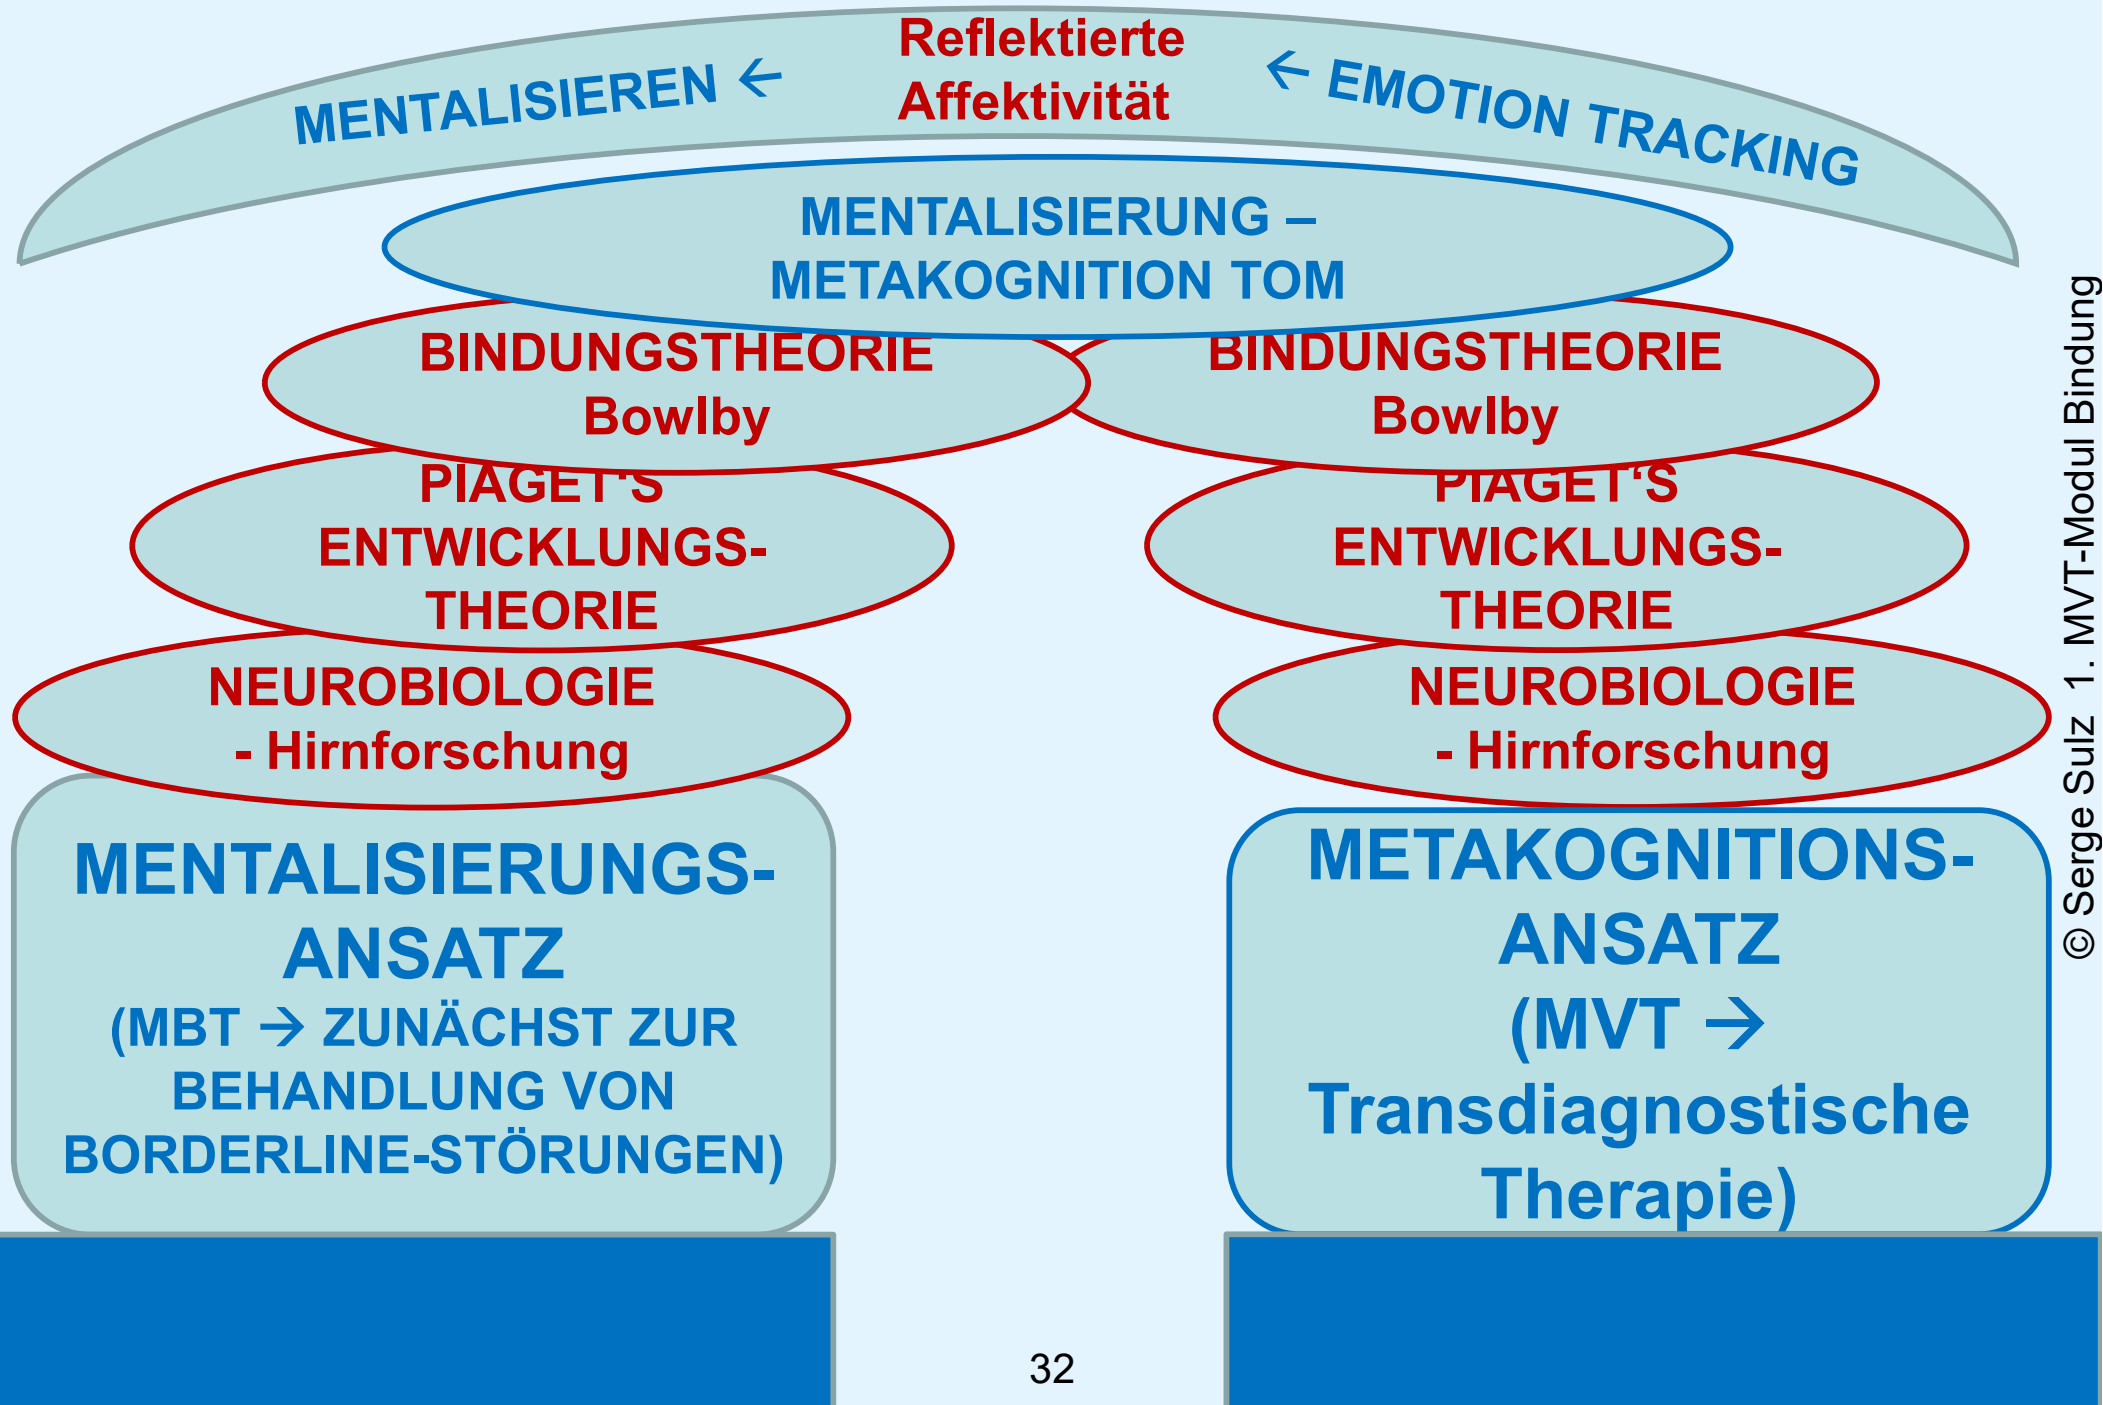 Reflektierte
Affektivität
MENTALISIEREN ←
← EMOTION TRACKING
MENTALISIERUNG –
METAKOGNITION TOM
BINDUNGSTHEORIE
Bowlby
BINDUNGSTHEORIE
Bowlby
PIAGET'S
ENTWICKLUNGS-
THEORIE
PIAGET‘S
ENTWICKLUNGS-
THEORIE
NEUROBIOLOGIE
- Hirnforschung
NEUROBIOLOGIE
- Hirnforschung
MENTALISIERUNGS-
ANSATZ
(MBT → ZUNÄCHST ZUR
BEHANDLUNG VON
BORDERLINE-STÖRUNGEN)
METAKOGNITIONS-
ANSATZ
(MVT →
Transdiagnostische
Therapie)
© Serge Sulz 1. MVT-Modul Bindung
32